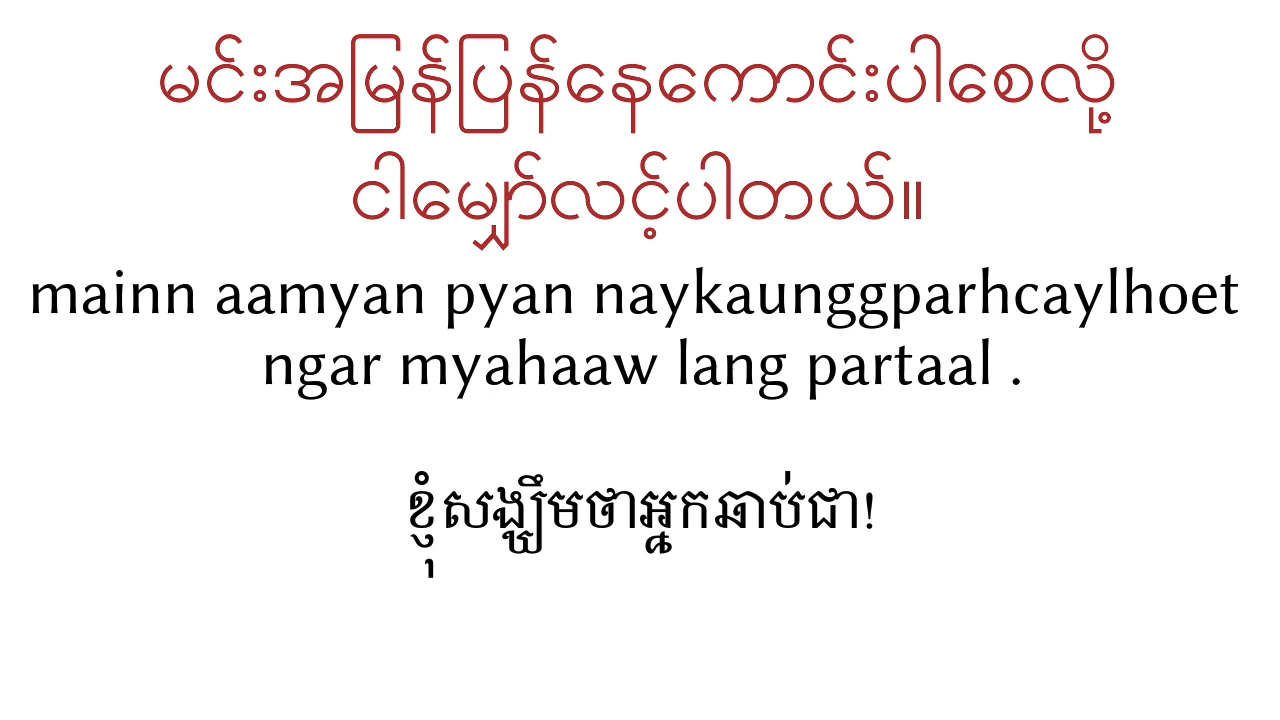 မင်းအမြန်ပြန်နေကောင်းပါစေလို့
ငါမျှော်လင့်ပါတယ်။
mainn aamyan pyan naykaunggparhcaylhoet
ngar myahaaw lang partaal .
ខ្ញុំសង្ឃឹមថាអ្នកឆាប់ជា!